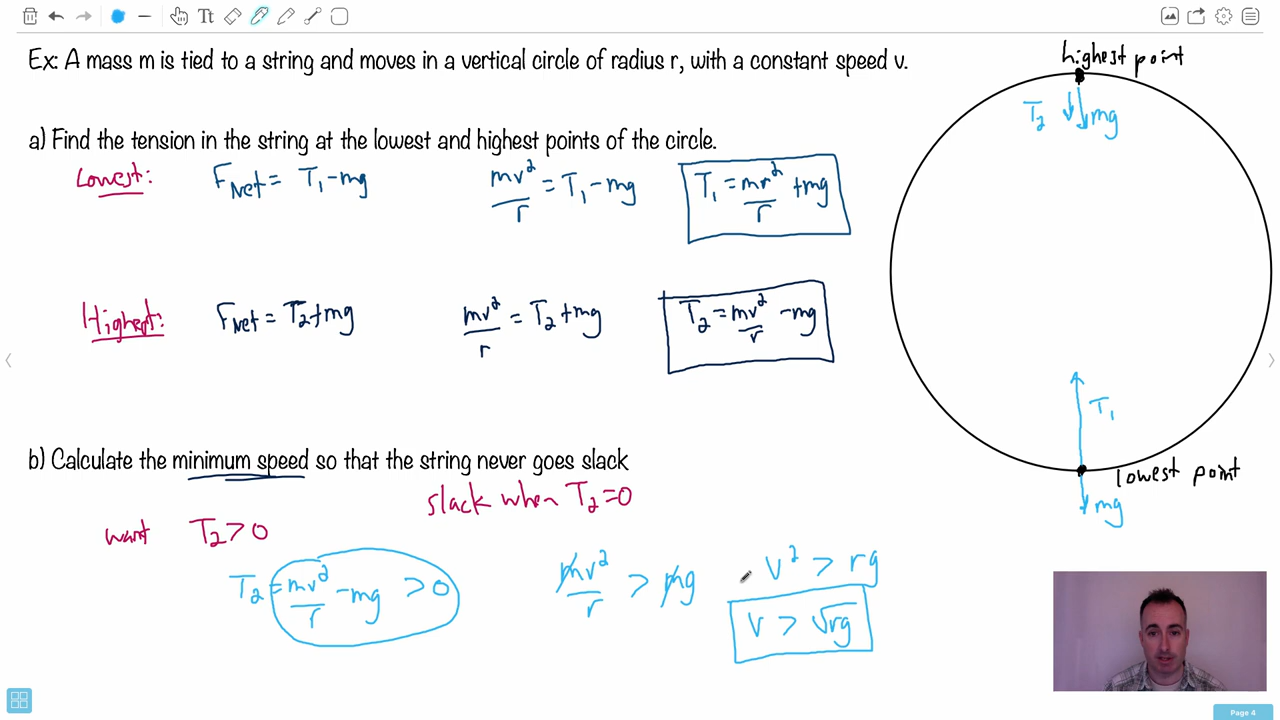 Tt
Ex: A mass m is tied to a string and moves in a vertical circle of radius r, with a constant speed v.
highest point
T₂ mg
a) Find the tension in the string at the lowest and highest points of the circle.
Lowest: F_Net = T₁ - mg mv²/r = T₁ - mg T₁ = mv²/r + mg
Highest: F_Net = T₂ + mg mv²/r = T₂ + mg T₂ = mv²/r - mg
T₁
b) Calculate the minimum speed so that the string never goes slack
lowest point
mg
slack when T₂ = 0
want T₂ > 0
T₂ = mv²/r - mg > 0 mv²/r > mg v² > rg
v > √rg
Page 4